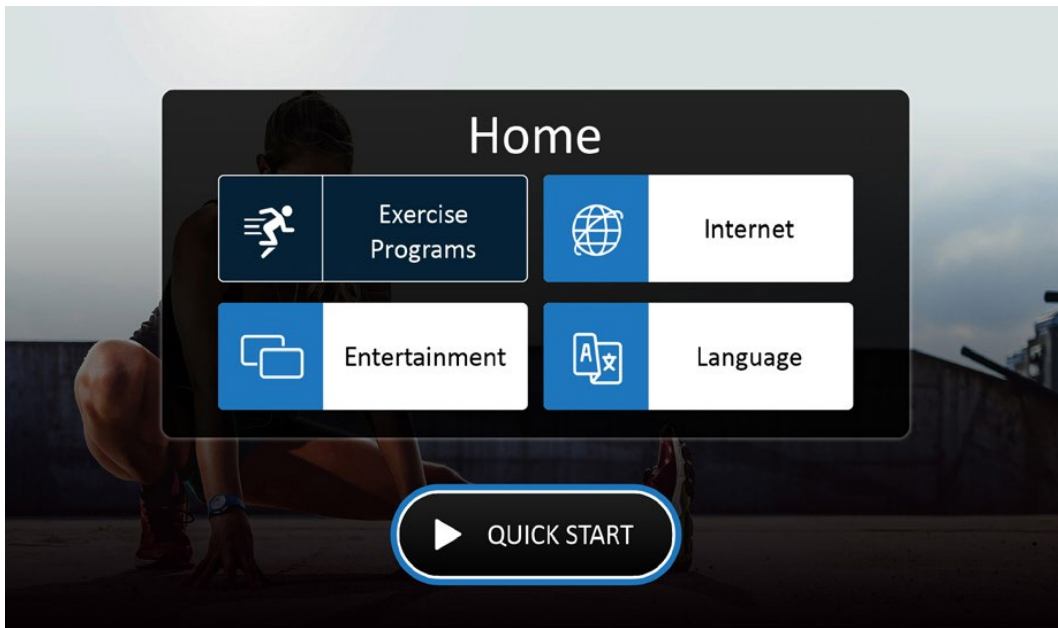 Home
Exercise
Programs
Internet
Entertainment
A
Language
QUICK START